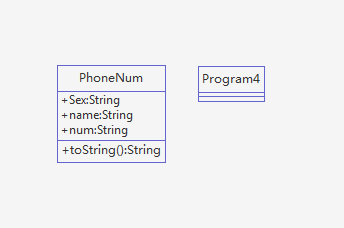 PhoneNum
+Sex:String
+name:String
+num:String
+toString():String
Program4